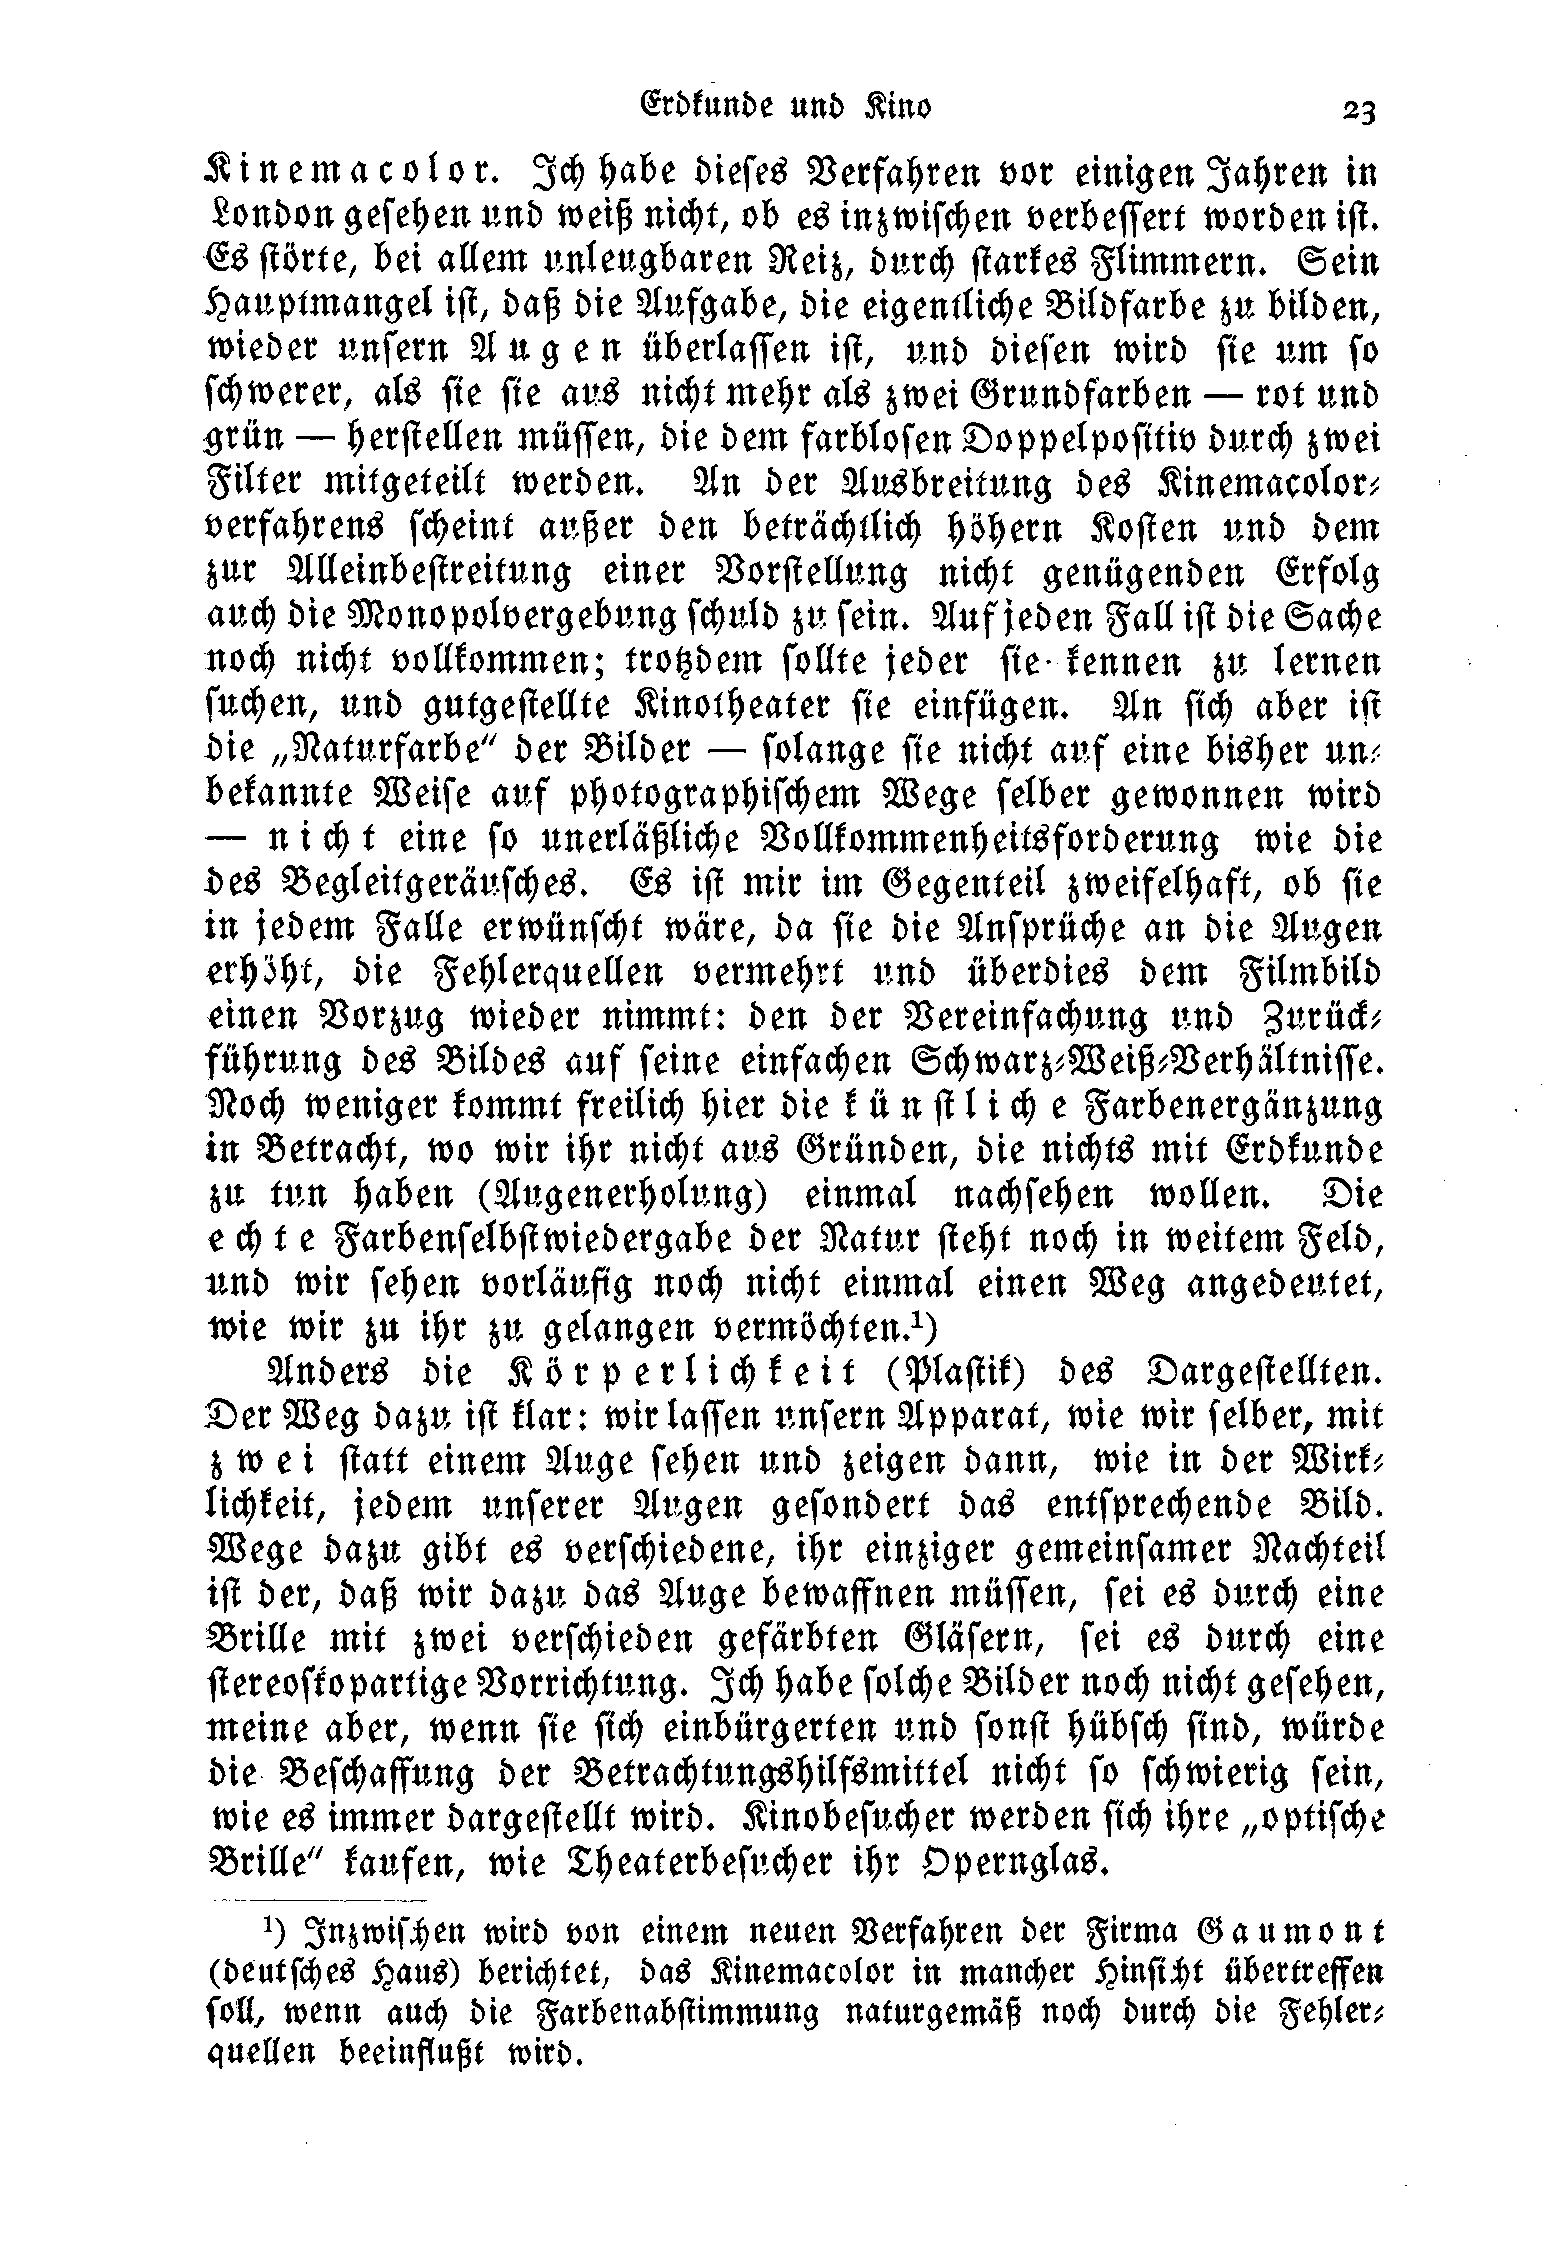 Erdkunde und Kino 23
Kinemacolor. Ich habe dieses Verfahren vor einigen Jahren in
London gesehen und weiß nicht, ob es inzwischen verbessert worden ist.
Es störte, bei allem unleugbaren Reiz, durch starkes Flimmern. Sein
Hauptmangel ist, daß die Aufgabe, die eigentliche Bildfarbe zu bilden,
wieder unsern Augen überlassen ist, und diesen wird sie um so
schwerer, als sie sie aus nicht mehr als zwei Grundfarben — rot und
grün — herstellen müssen, die dem farblosen Doppelpositiv durch zwei
Filter mitgeteilt werden. An der Ausbreitung des Kinemacolor-
verfahrens scheint außer den beträchtlich höhern Kosten und dem
zur Alleinbestreitung einer Vorstellung nicht genügenden Erfolg
auch die Monopolvergebung schuld zu sein. Auf jeden Fall ist die Sache
noch nicht vollkommen; trotzdem sollte jeder sie kennen zu lernen
suchen, und gutgestellte Kinotheater sie einfügen. An sich aber ist
die „Naturfarbe“ der Bilder — solange sie nicht auf eine bisher un-
bekannte Weise auf photographischem Wege selber gewonnen wird
— nicht eine so unerläßliche Vollkommenheitsforderung wie die
des Begleitgeräusches. Es ist mir im Gegenteil zweifelhaft, ob sie
in jedem Falle erwünscht wäre, da sie die Ansprüche an die Augen
erhöht, die Fehlerquellen vermehrt und überdies dem Filmbild
einen Vorzug wieder nimmt: den der Vereinfachung und Zurück-
führung des Bildes auf seine einfachen Schwarz-Weiß-Verhältnisse.
Noch weniger kommt freilich hier die künstliche Farbenergänzung
in Betracht, wo wir ihr nicht aus Gründen, die nichts mit Erdkunde
zu tun haben (Augenerholung) einmal nachsehen wollen. Die
echte Farbenselbstwiedergabe der Natur steht noch in weitem Feld,
und wir sehen vorläufig noch nicht einmal einen Weg angedeutet,
wie wir zu ihr zu gelangen vermöchten.¹)
Anders die Körperlichkeit (Plastik) des Dargestellten.
Der Weg dazu ist klar: wir lassen unsern Apparat, wie wir selber, mit
zwei statt einem Auge sehen und zeigen dann, wie in der Wirk-
lichkeit, jedem unserer Augen gesondert das entsprechende Bild.
Wege dazu gibt es verschiedene, ihr einziger gemeinsamer Nachteil
ist der, daß wir dazu das Auge bewaffnen müssen, sei es durch eine
Brille mit zwei verschieden gefärbten Gläsern, sei es durch eine
stereoskopartige Vorrichtung. Ich habe solche Bilder noch nicht gesehen,
meine aber, wenn sie sich einbürgerten und sonst hübsch sind, würde
die Beschaffung der Betrachtungshilfsmittel nicht so schwierig sein,
wie es immer dargestellt wird. Kinobesucher werden sich ihre „optische
Brille“ kaufen, wie Theaterbesucher ihr Opernglas.
¹) Inzwischen wird von einem neuen Verfahren der Firma Gaumont
(deutsches Haus) berichtet, das Kinemacolor in mancher Hinsicht übertreffen
soll, wenn auch die Farbenabstimmung naturgemäß noch durch die Fehler-
quellen beeinflußt wird.